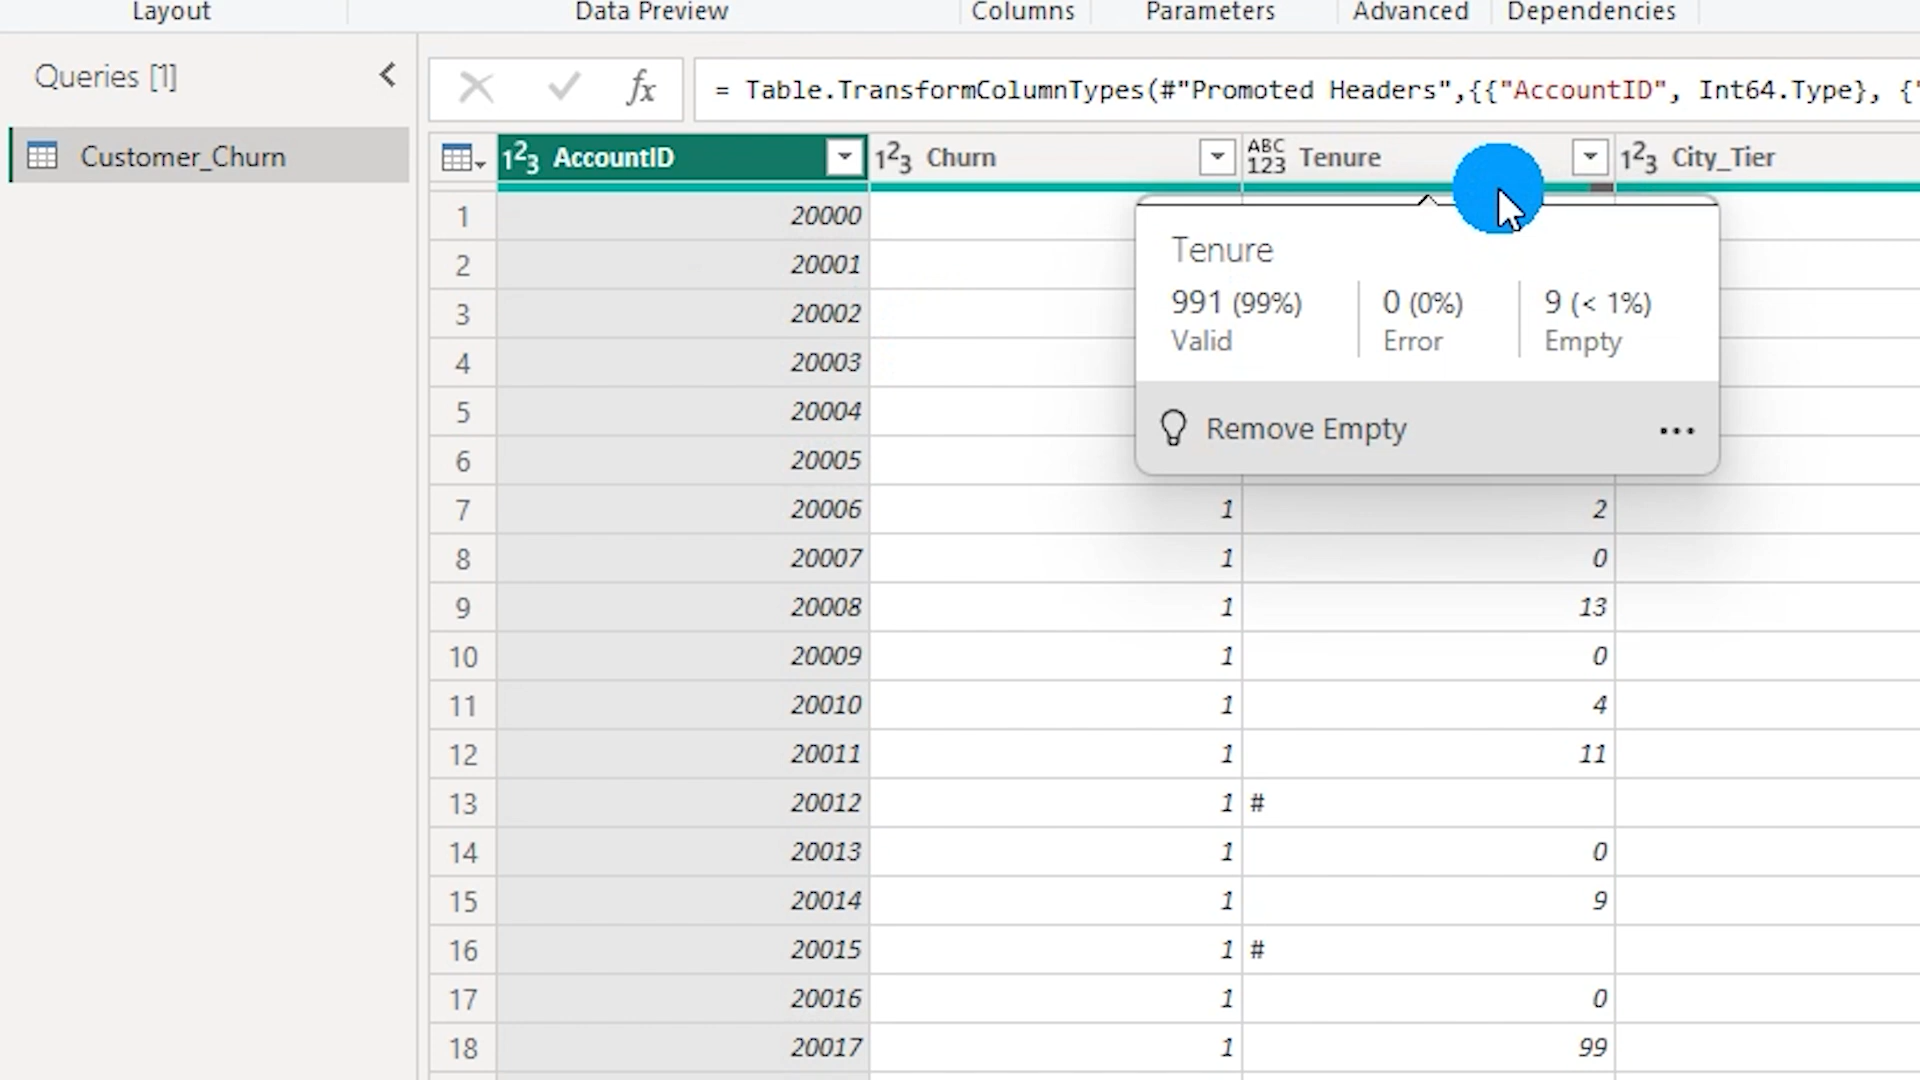 Layout
Data Preview
Columns
Parameters
Advanced
Dependencies
Queries [1]
Customer_Churn
fx
= Table.TransformColumnTypes(#"Promoted Headers",{{"AccountID", Int64.Type}, {"
123 AccountID
123 Churn
ABC
123 Tenure
123 City_Tier
Tenure
991 (99%) 0 (0%) 9 (< 1%)
Valid Error Empty
Remove Empty
...
1 20000
2 20001
3 20002
4 20003
5 20004
6 20005
7 20006 1 2
8 20007 1 0
9 20008 1 13
10 20009 1 0
11 20010 1 4
12 20011 1 11
13 20012 1 #
14 20013 1 0
15 20014 1 9
16 20015 1 #
17 20016 1 0
18 20017 1 99